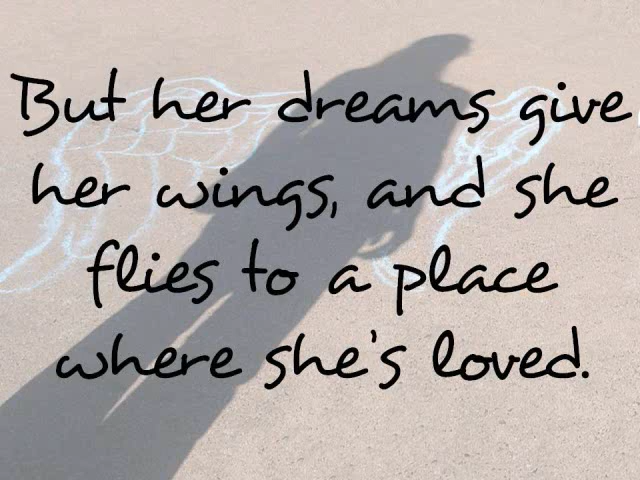 But her dreams give
her wings, and she
flies to a place
where she's loved.